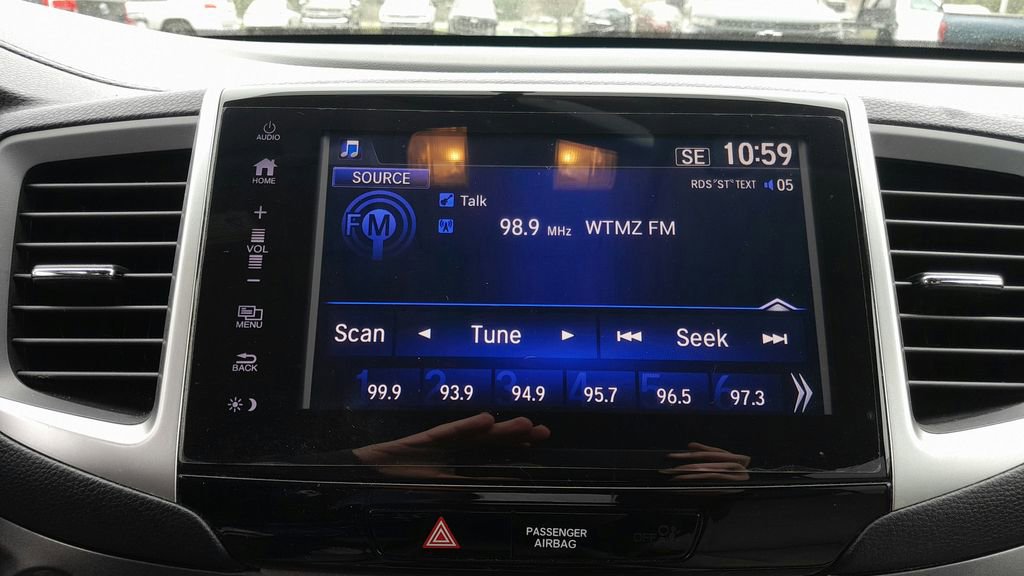 AUDIO
HOME
+
VOL
-
MENU
BACK
SOURCE
SE 10:59
RDS"ST"TEXT 05
FM
Talk
98.9 MHz WTMZ FM
Scan Tune Seek
1 99.9 2 93.9 3 94.9 4 95.7 5 96.5 6 97.3
PASSENGER
AIRBAG
OFF